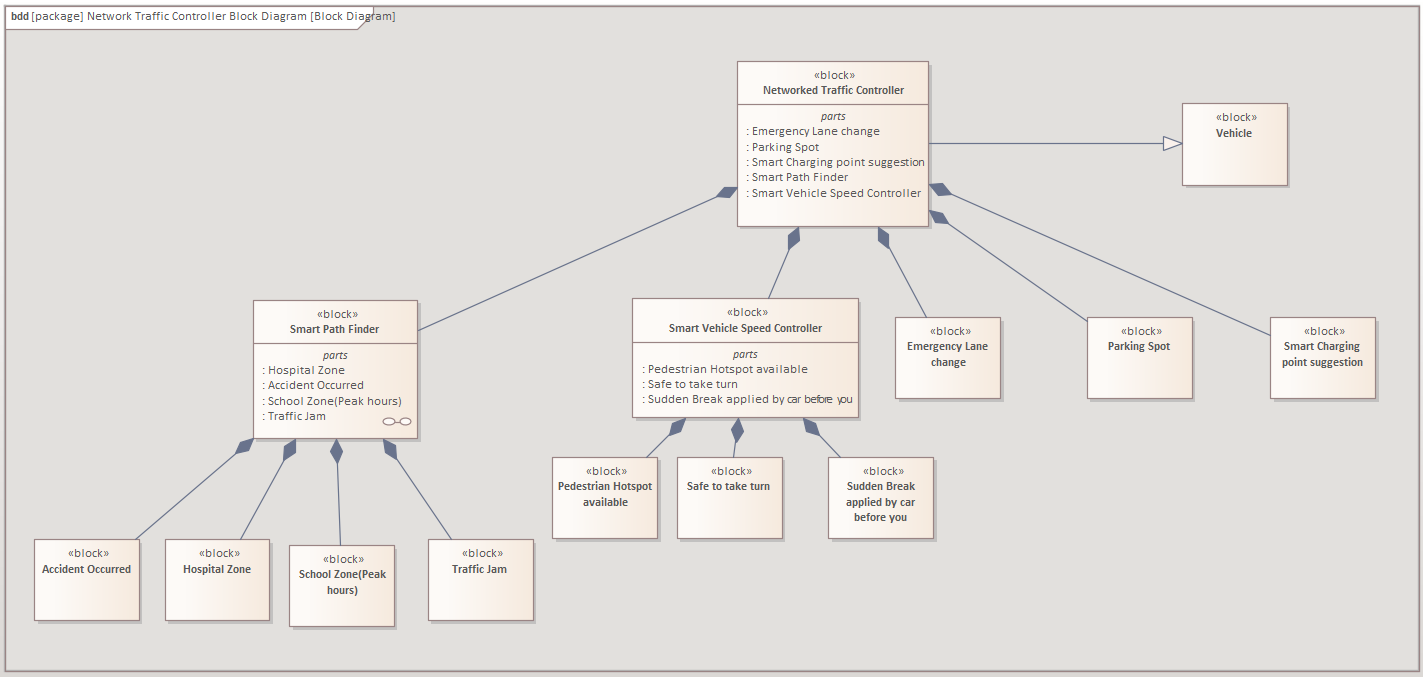 bdd [package] Network Traffic Controller Block Diagram [Block Diagram]
«block»
Networked Traffic Controller
parts
: Emergency Lane change
: Parking Spot
: Smart Charging point suggestion
: Smart Path Finder
: Smart Vehicle Speed Controller
«block»
Vehicle
«block»
Smart Path Finder
parts
: Hospital Zone
: Accident Occurred
: School Zone(Peak hours)
: Traffic Jam
«block»
Smart Vehicle Speed Controller
parts
: Pedestrian Hotspot available
: Safe to take turn
: Sudden Break applied by car before you
«block»
Emergency Lane
change
«block»
Parking Spot
«block»
Smart Charging
point suggestion
«block»
Pedestrian Hotspot
available
«block»
Safe to take turn
«block»
Sudden Break
applied by car
before you
«block»
Accident Occurred
«block»
Hospital Zone
«block»
School Zone(Peak
hours)
«block»
Traffic Jam